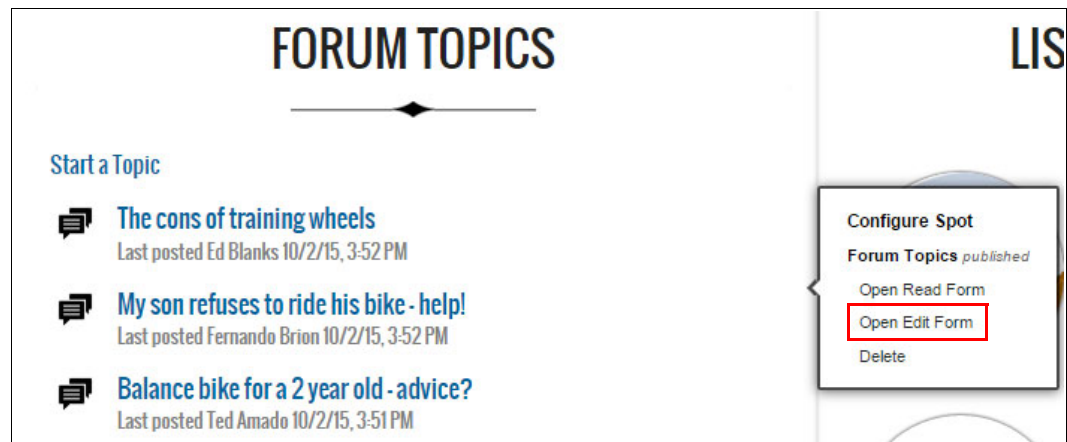 FORUM TOPICS
LIS
Start a Topic
The cons of training wheels
Last posted Ed Blanks 10/2/15, 3:52 PM
My son refuses to ride his bike - help!
Last posted Fernando Brion 10/2/15, 3:52 PM
Balance bike for a 2 year old - advice?
Last posted Ted Amado 10/2/15, 3:51 PM
Configure Spot
Forum Topics published
Open Read Form
Open Edit Form
Delete